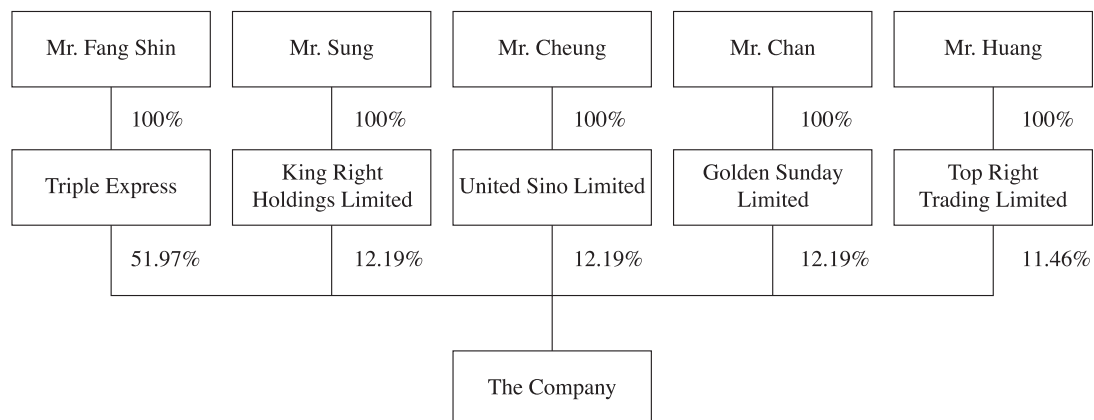 Mr. Fang Shin
Mr. Sung
Mr. Cheung
Mr. Chan
Mr. Huang
100%
100%
100%
100%
100%
Triple Express
King Right
Holdings Limited
United Sino Limited
Golden Sunday
Limited
Top Right
Trading Limited
51.97%
12.19%
12.19%
12.19%
11.46%
The Company